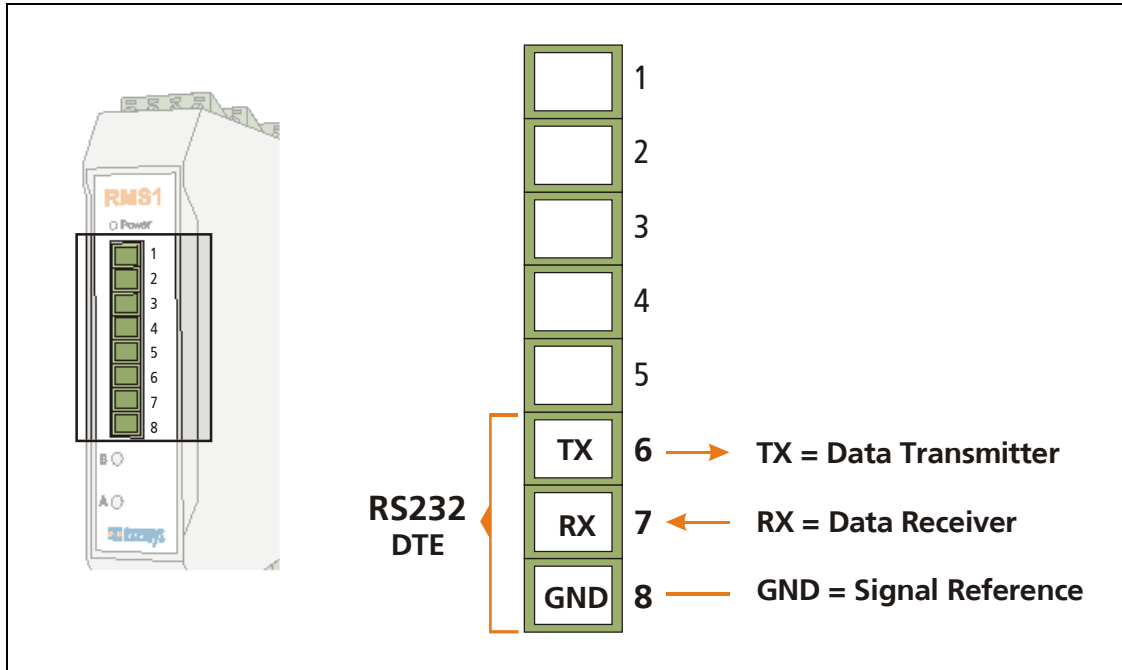 RMS1
Power
1
2
3
4
5
6
7
8
B
A
1
2
3
4
5
RS232
DTE
TX 6 TX = Data Transmitter
RX 7 RX = Data Receiver
GND 8 GND = Signal Reference